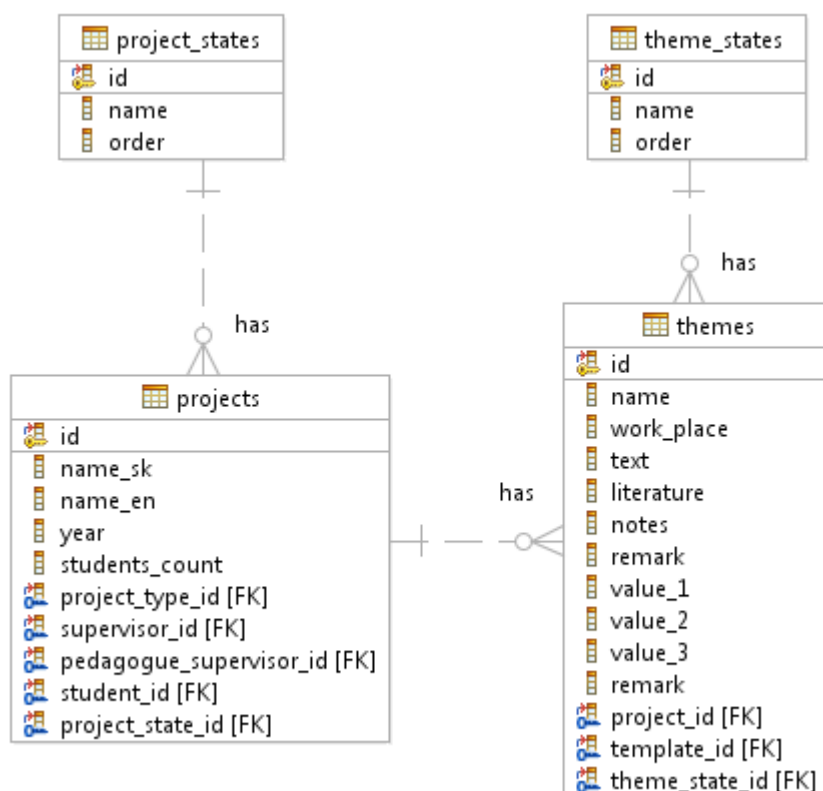 project_states
id
name
order
theme_states
id
name
order
has
has
projects
id
name_sk
name_en
year
students_count
project_type_id [FK]
supervisor_id [FK]
pedagogue_supervisor_id [FK]
student_id [FK]
project_state_id [FK]
has
themes
id
name
work_place
text
literature
notes
remark
value_1
value_2
value_3
remark
project_id [FK]
template_id [FK]
theme_state_id [FK]